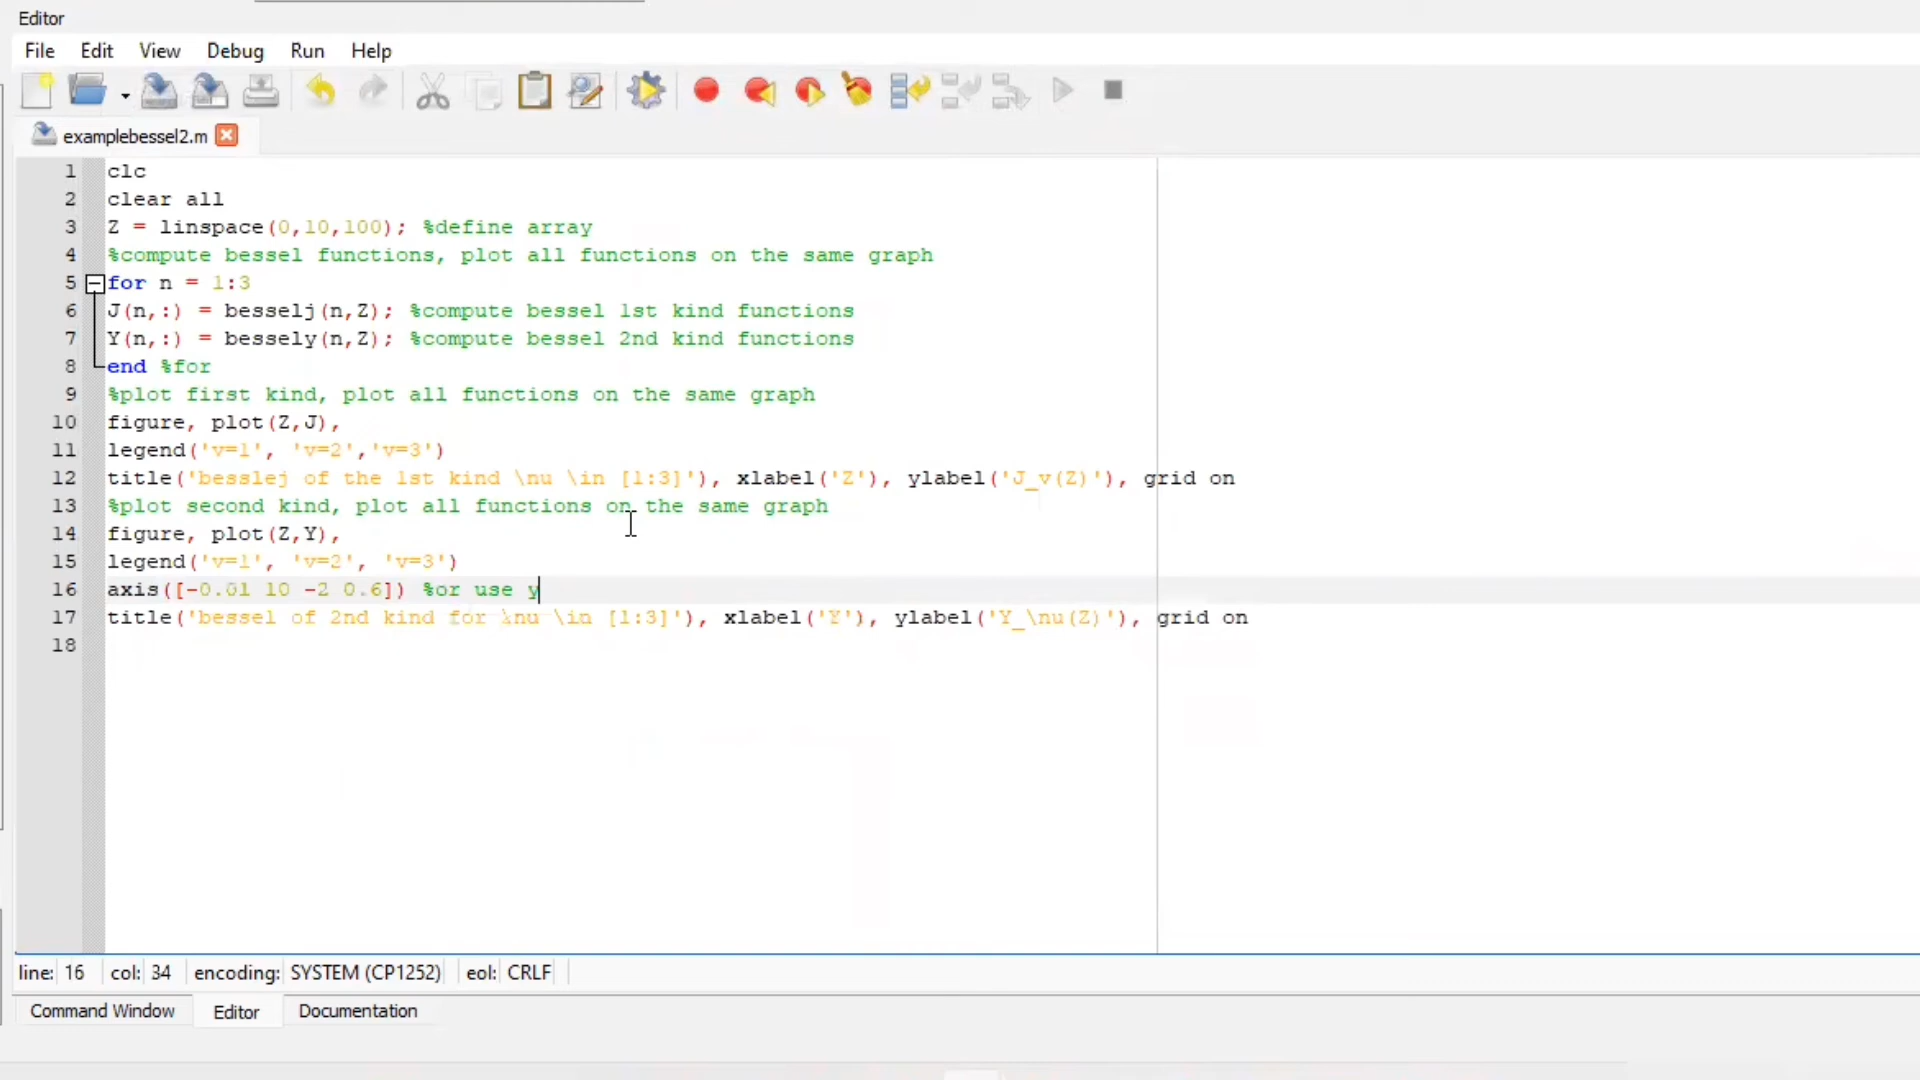 Editor
File Edit View Debug Run Help
examplebessel2.m
1 clc
2 clear all
3 Z = linspace(0,10,100); %define array
4 %compute bessel functions, plot all functions on the same graph
5 for n = 1:3
6 J(n,:) = besselj(n,Z); %compute bessel 1st kind functions
7 Y(n,:) = bessely(n,Z); %compute bessel 2nd kind functions
8 end %for
9 %plot first kind, plot all functions on the same graph
10 figure, plot(Z,J),
11 legend('v=1', 'v=2','v=3')
12 title('besslej of the 1st kind \nu \in [1:3]'), xlabel('Z'), ylabel('J_v(Z)'), grid on
13 %plot second kind, plot all functions on the same graph
14 figure, plot(Z,Y),
15 legend('v=1', 'v=2', 'v=3')
16 axis([-0.01 10 -2 0.6]) %or use y
17 title('bessel of 2nd kind for \nu \in [1:3]'), xlabel('Y'), ylabel('Y_\nu(Z)'), grid on
18
line: 16 col: 34 encoding: SYSTEM (CP1252) eol: CRLF
Command Window Editor Documentation